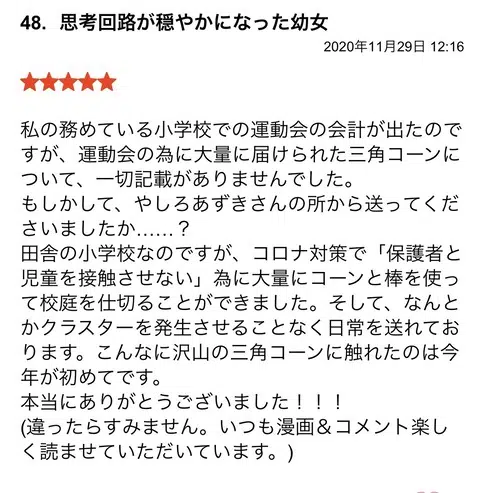 48. 思考回路が穏やかになった幼女
2020年11月29日 12:16
★★★★★
私の務めている小学校での運動会の会計が出たので
すが、運動会の為に大量に届けられた三角コーンに
ついて、一切記載がありませんでした。
もしかして、やしろあずきさんの所から送ってくだ
さいましたか……？
田舎の小学校なのですが、コロナ対策で「保護者と
児童を接触させない」為に大量にコーンと棒を使っ
て校庭を仕切ることができました。そして、なんと
かクラスターを発生させることなく日常を送れてお
ります。こんなに沢山の三角コーンに触れたのは今
年が初めてです。
本当にありがとうございました！！！
(違ったらすみません。いつも漫画＆コメント楽し
く読ませていただいています。)